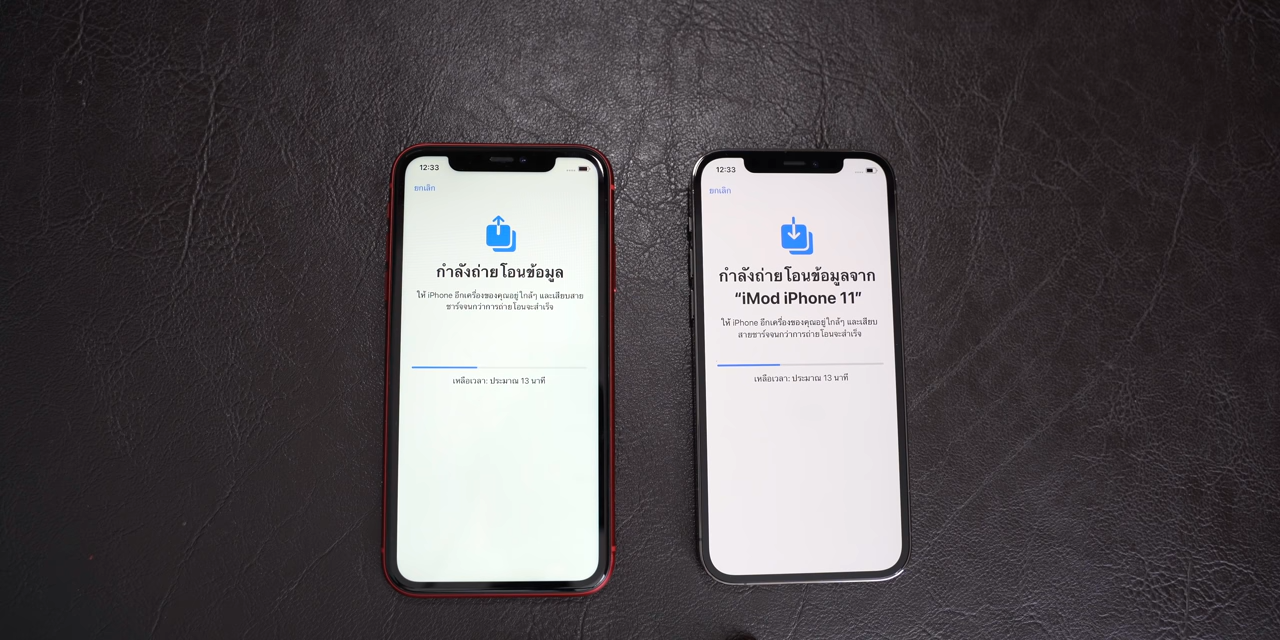 12:33
ยกเลิก
กำลังถ่ายโอนข้อมูล
ให้ iPhone อีกเครื่องของคุณอยู่ใกล้ๆ และเสียบสาย
ชาร์จจนกว่าการถ่ายโอนจะสำเร็จ
เหลือเวลา: ประมาณ 13 นาที
12:33
ยกเลิก
กำลังถ่ายโอนข้อมูลจาก
“iMod iPhone 11”
ให้ iPhone อีกเครื่องของคุณอยู่ใกล้ๆ และเสียบ
สายชาร์จจนกว่าการถ่ายโอนจะสำเร็จ
เหลือเวลา: ประมาณ 13 นาที